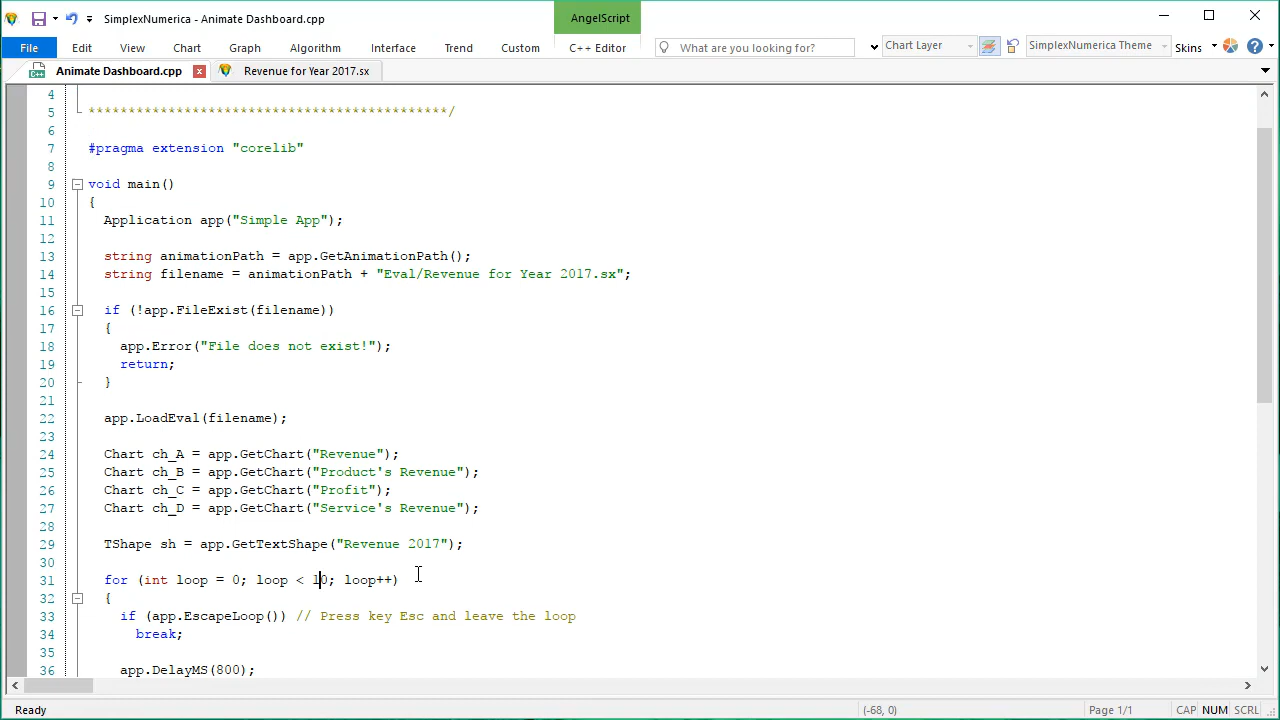 SimplexNumerica - Animate Dashboard.cpp
AngelScript
File Edit View Chart Graph Algorithm Interface Trend Custom C++ Editor What are you looking for? Chart Layer SimplexNumerica Theme Skins
Animate Dashboard.cpp Revenue for Year 2017.sx
4
5 *********************************************/
6
7 #pragma extension "corelib"
8
9 void main()
10 {
11 Application app("Simple App");
12
13 string animationPath = app.GetAnimationPath();
14 string filename = animationPath + "Eval/Revenue for Year 2017.sx";
15
16 if (!app.FileExist(filename))
17 {
18 app.Error("File does not exist!");
19 return;
20 }
21
22 app.LoadEval(filename);
23
24 Chart ch_A = app.GetChart("Revenue");
25 Chart ch_B = app.GetChart("Product's Revenue");
26 Chart ch_C = app.GetChart("Profit");
27 Chart ch_D = app.GetChart("Service's Revenue");
28
29 TShape sh = app.GetTextShape("Revenue 2017");
30
31 for (int loop = 0; loop < 10; loop++)
32 {
33 if (app.EscapeLoop()) // Press key Esc and leave the loop
34 break;
35
36 app.DelayMS(800);
Ready (-68, 0) Page 1/1 CAP NUM SCRL